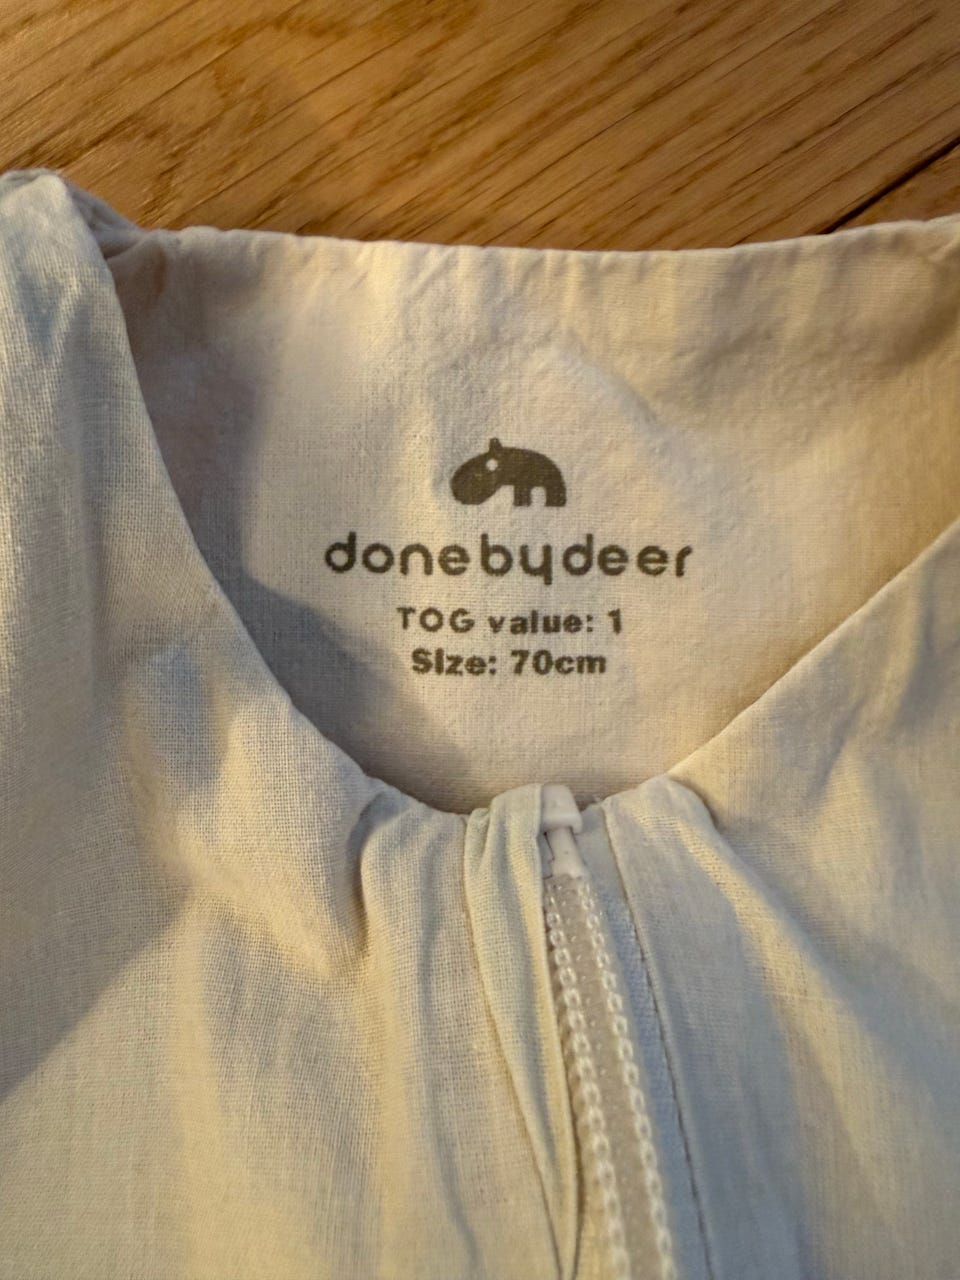 donebydeer
TOG value: 1
Size: 70cm